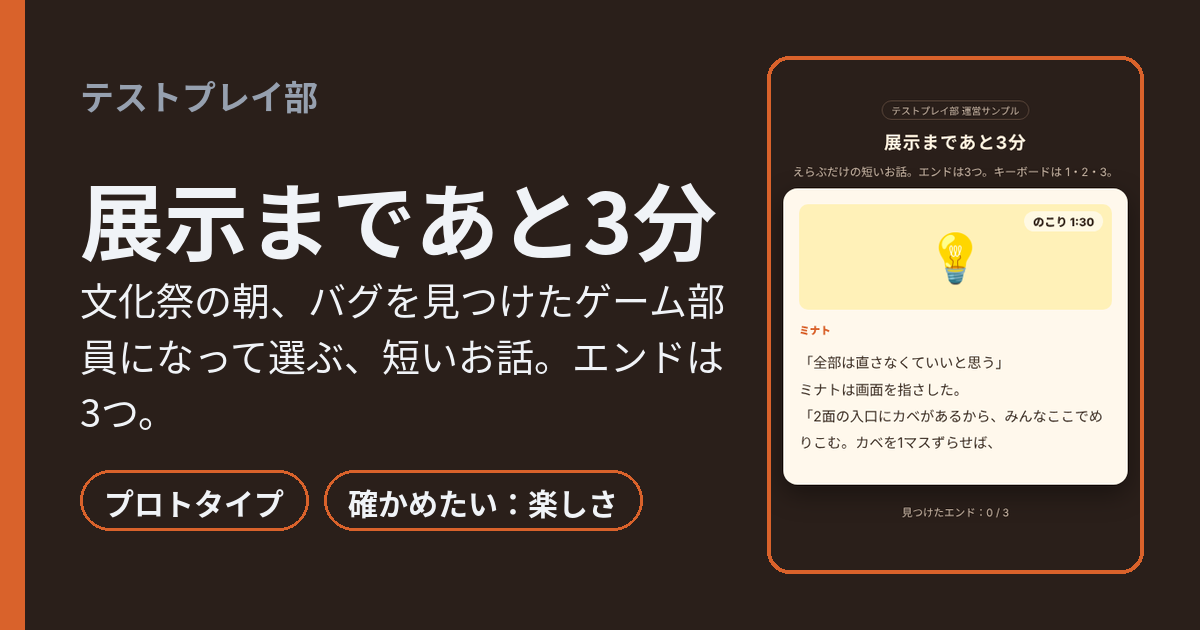 テストプレイ部
展示まであと3分
文化祭の朝、バグを見つけたゲーム部
員になって選ぶ、短いお話。エンドは
3つ。
プロトタイプ
確かめたい：楽しさ
テストプレイ部 運営サンプル
展示まであと3分
えらぶだけの短いお話。エンドは3つ。キーボードは 1・2・3。
のこり 1:30
ミナト
「全部は直さなくていいと思う」
ミナトは画面を指さした。
「2面の入口にカベがあるから、みんなここでめ
りこむ。カベを1マスずらせば、
見つけたエンド：0 / 3